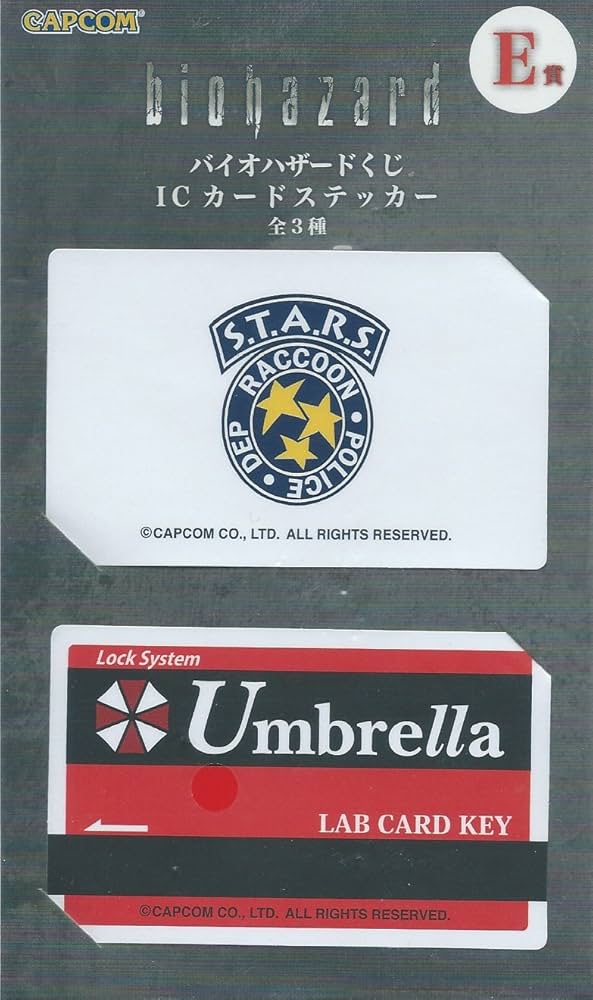 CAPCOM®
E賞
biohazard
バイオハザードくじ
ICカードステッカー
全3種
S.T.A.R.S.
RACCOON • POLICE • DEP
©CAPCOM CO., LTD. ALL RIGHTS RESERVED.
Lock System
Umbrella
LAB CARD KEY
©CAPCOM CO., LTD. ALL RIGHTS RESERVED.